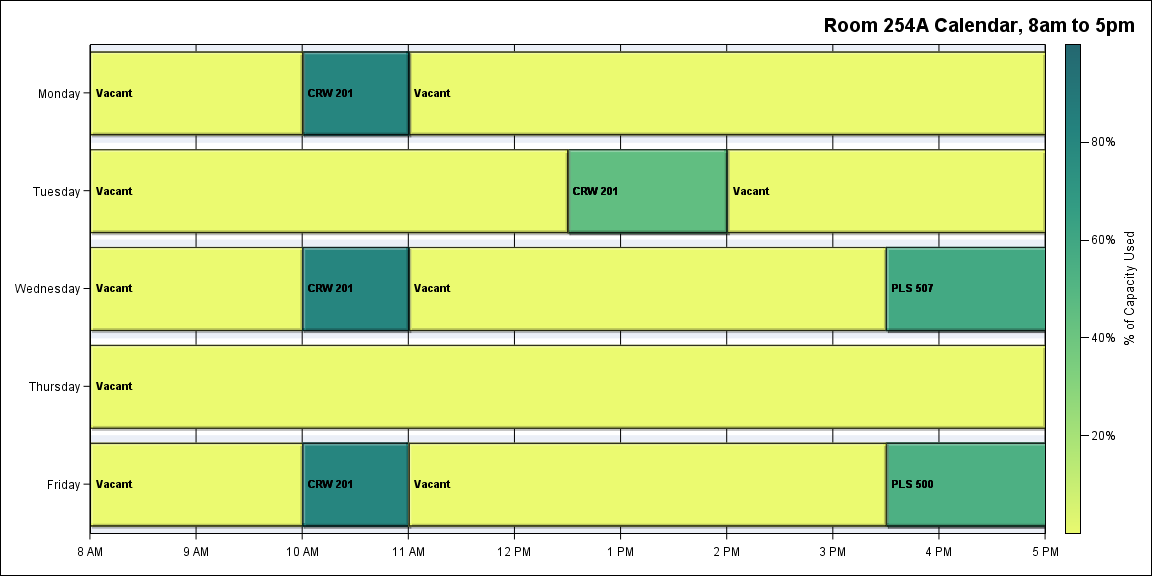 Room 254A Calendar, 8am to 5pm
Monday
Vacant
CRW 201
Vacant
Tuesday
Vacant
CRW 201
Vacant
Wednesday
Vacant
CRW 201
Vacant
PLS 507
Thursday
Vacant
Friday
Vacant
CRW 201
Vacant
PLS 500
8 AM
9 AM
10 AM
11 AM
12 PM
1 PM
2 PM
3 PM
4 PM
5 PM
80%
60%
40%
20%
% of Capacity Used